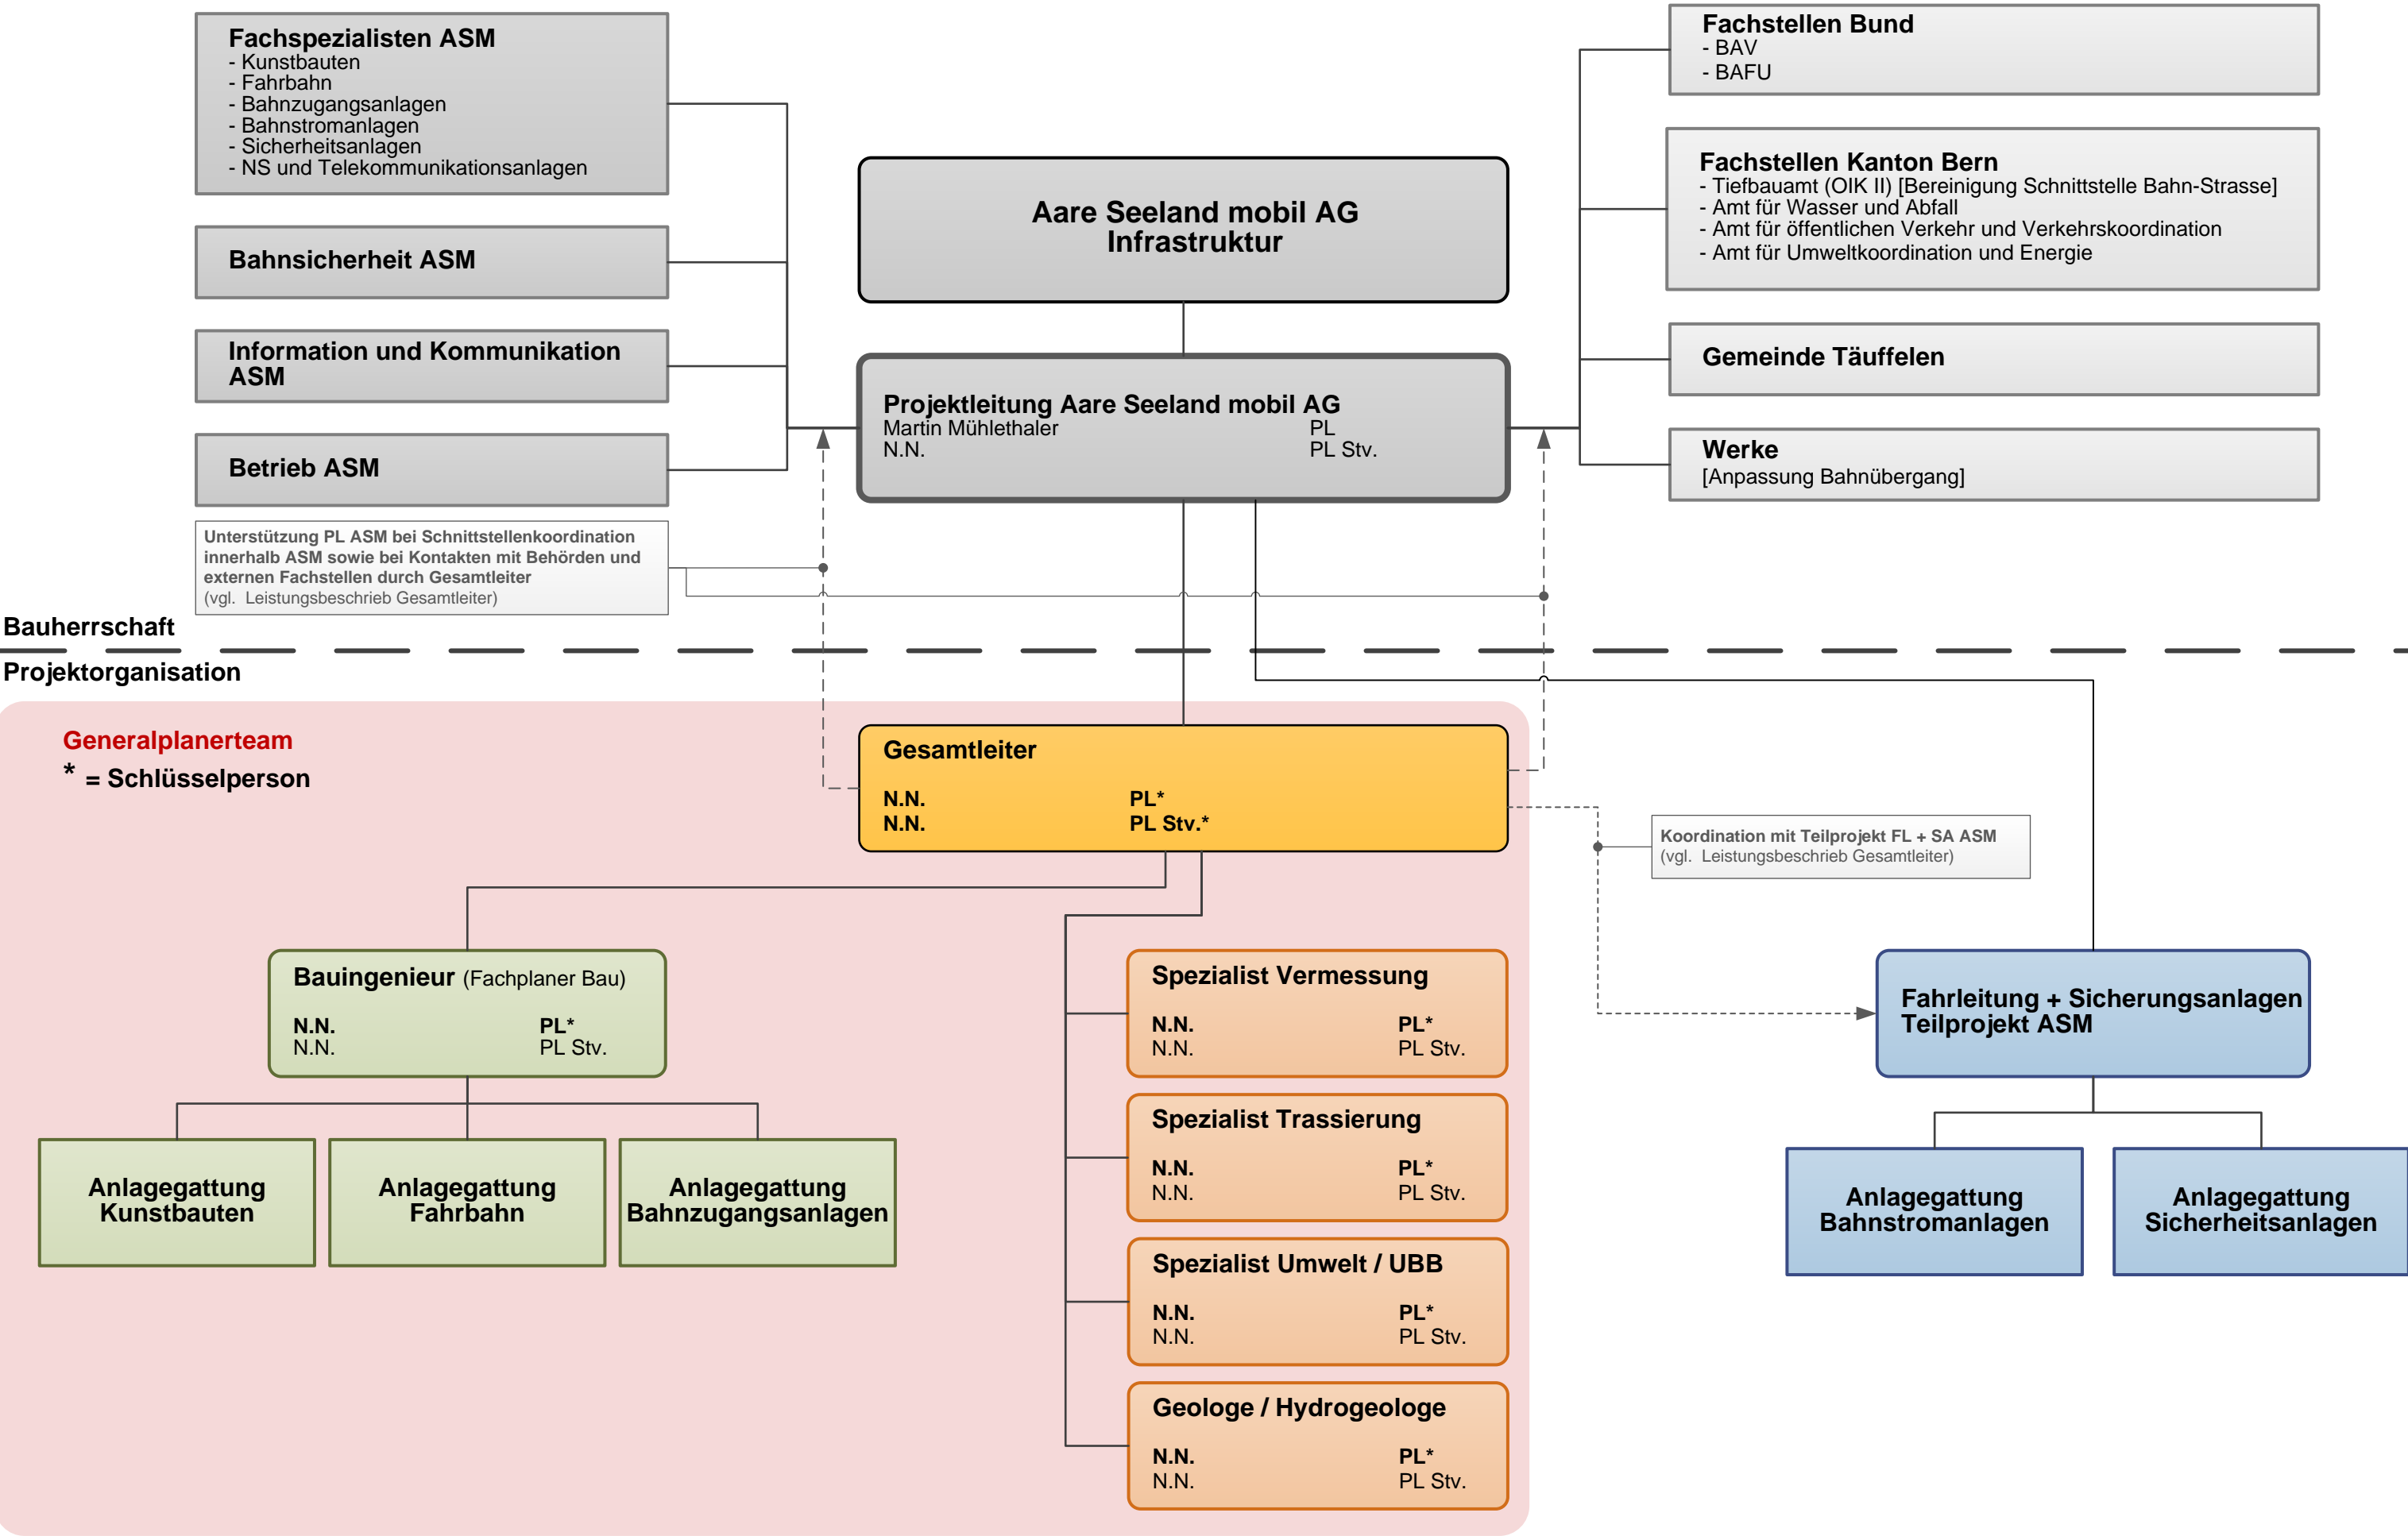 Fachspezialisten ASM
- Kunstbauten
- Fahrbahn
- Bahnzugangsanlagen
- Bahnstromanlagen
- Sicherheitsanlagen
- NS und Telekommunikationsanlagen
Bahnsicherheit ASM
Information und Kommunikation
ASM
Betrieb ASM
Aare Seeland mobil AG
Infrastruktur
Projektleitung Aare Seeland mobil AG
Martin Mühlethaler PL
N.N. PL Stv.
Fachstellen Bund
- BAV
- BAFU
Fachstellen Kanton Bern
- Tiefbauamt (OIK II) [Bereinigung Schnittstelle Bahn-Strasse]
- Amt für Wasser und Abfall
- Amt für öffentlichen Verkehr und Verkehrskoordination
- Amt für Umweltkoordination und Energie
Gemeinde Täuffelen
Werke
[Anpassung Bahnübergang]
Unterstützung PL ASM bei Schnittstellenkoordination
innerhalb ASM sowie bei Kontakten mit Behörden und
externen Fachstellen durch Gesamtleiter
(vgl. Leistungsbeschrieb Gesamtleiter)
Bauherrschaft
Projektorganisation
Generalplanerteam
* = Schlüsselperson
Gesamtleiter
N.N. PL*
N.N. PL Stv.*
Koordination mit Teilprojekt FL + SA ASM
(vgl. Leistungsbeschrieb Gesamtleiter)
Bauingenieur (Fachplaner Bau)
N.N. PL*
N.N. PL Stv.
Anlagegattung
Kunstbauten
Anlagegattung
Fahrbahn
Anlagegattung
Bahnzugangsanlagen
Spezialist Vermessung
N.N. PL*
N.N. PL Stv.
Spezialist Trassierung
N.N. PL*
N.N. PL Stv.
Spezialist Umwelt / UBB
N.N. PL*
N.N. PL Stv.
Geologe / Hydrogeologe
N.N. PL*
N.N. PL Stv.
Fahrleitung + Sicherungsanlagen
Teilprojekt ASM
Anlagegattung
Bahnstromanlagen
Anlagegattung
Sicherheitsanlagen